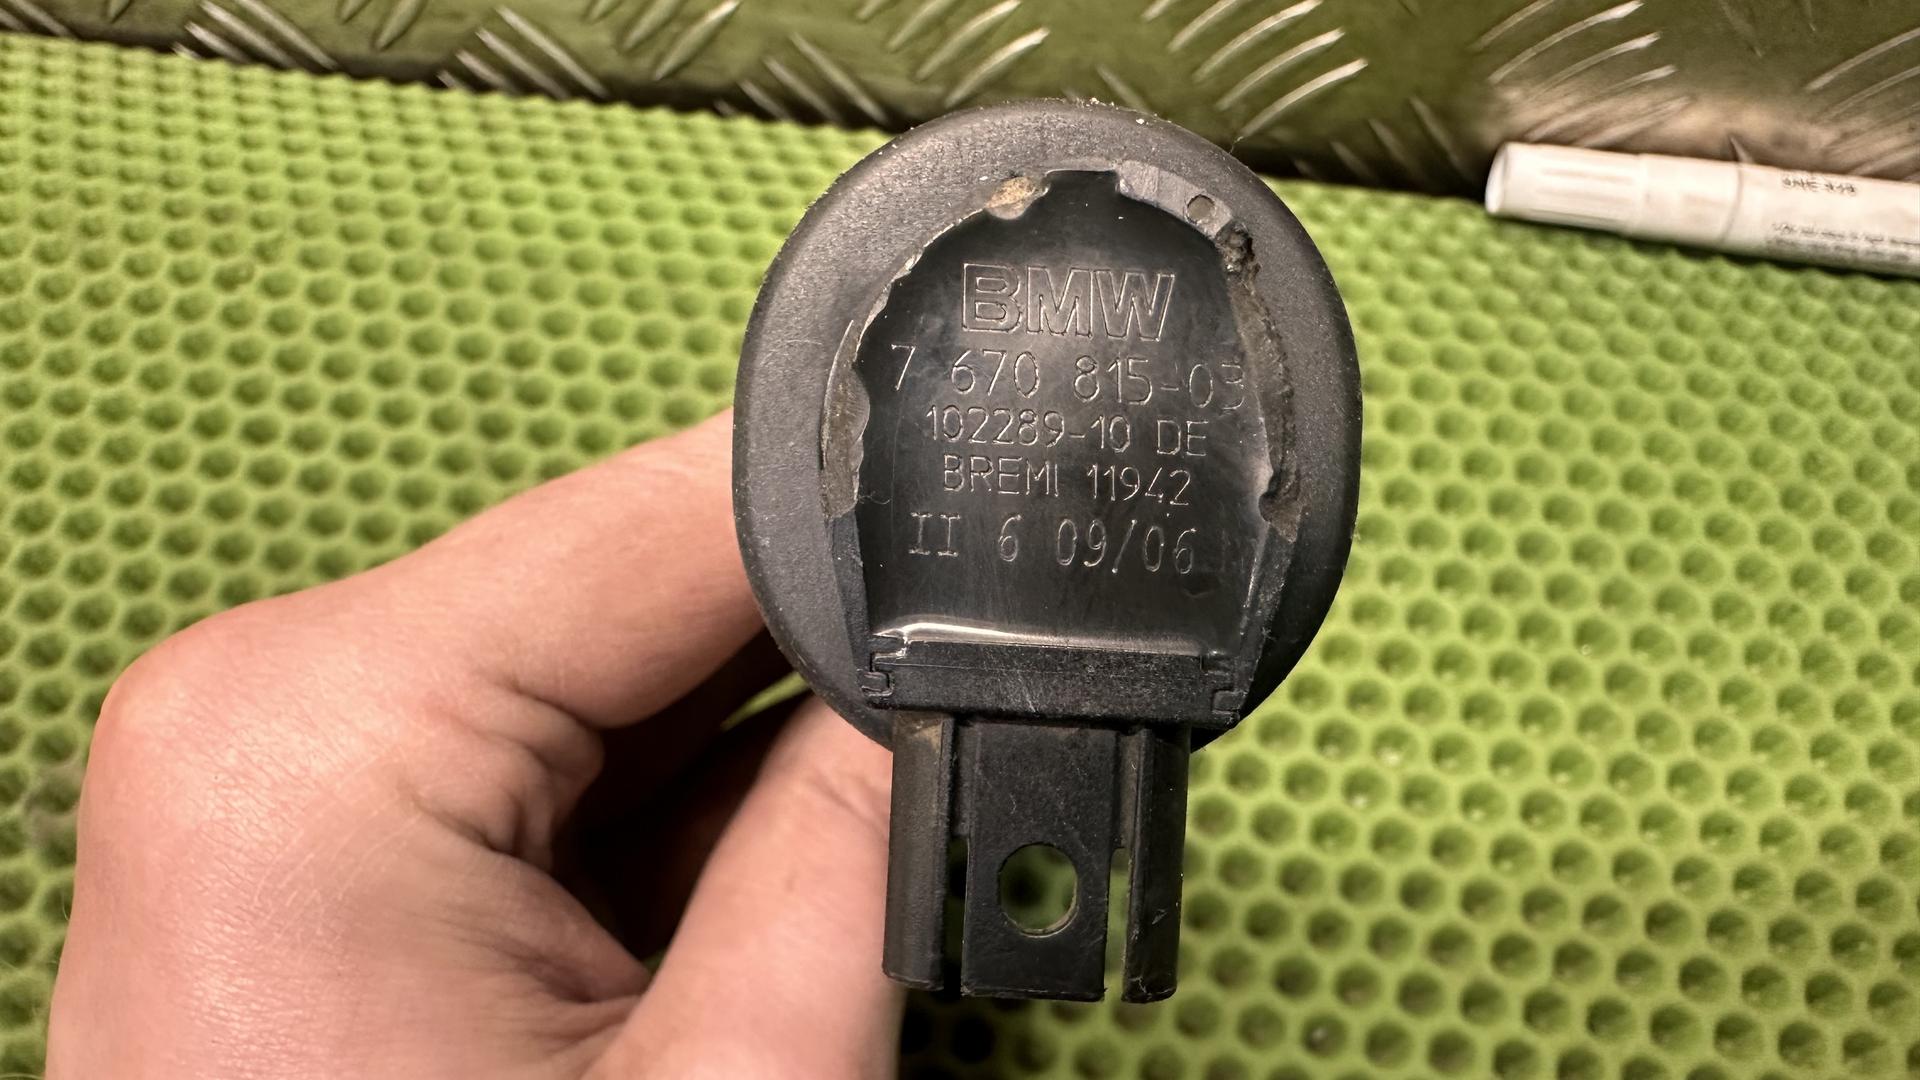 BMW
7 670 815-03
102289-10 DE
BREMI 11942
II 6 09/06